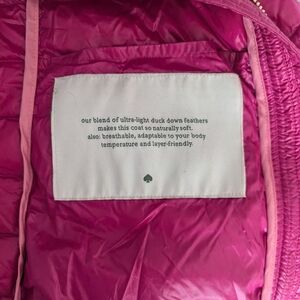 our blend of ultra-light duck down feathers
makes this coat so naturally soft.
also: breathable, adaptable to your body
temperature and layer-friendly.